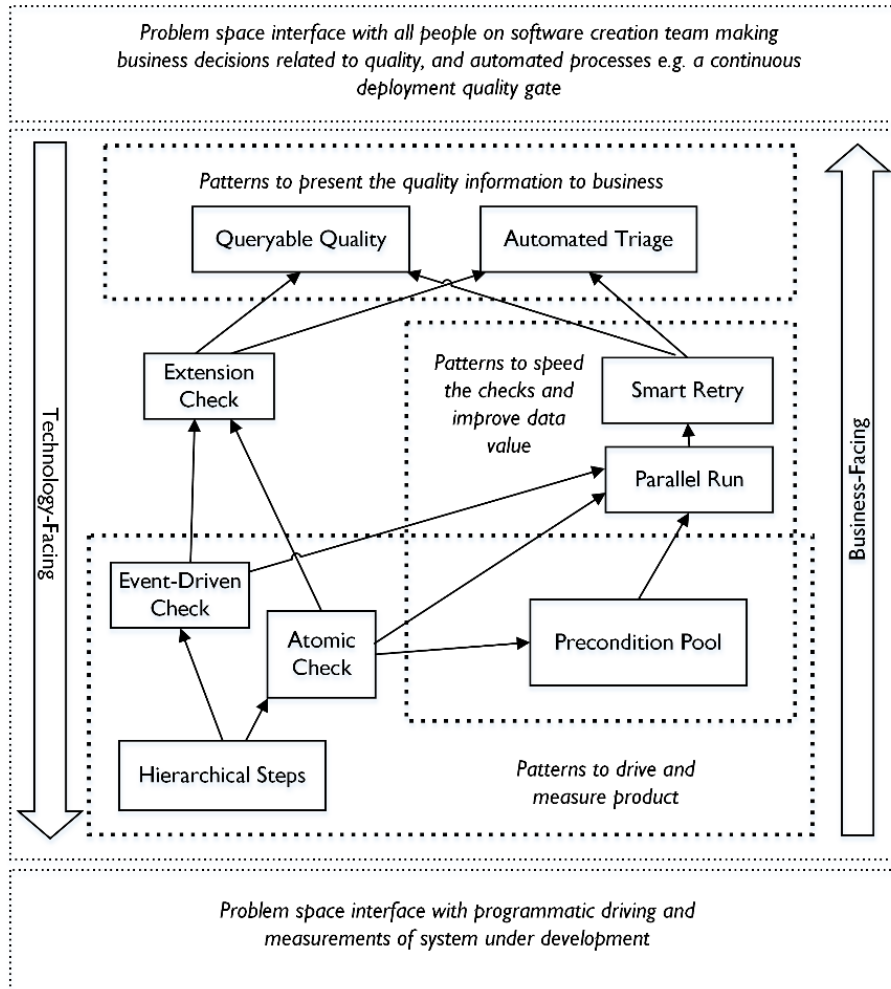 Problem space interface with all people on software creation team making
business decisions related to quality, and automated processes e.g. a continuous
deployment quality gate
Patterns to present the quality information to business
Queryable Quality
Automated Triage
Extension
Check
Patterns to speed
the checks and
improve data
value
Smart Retry
Parallel Run
Technology-Facing
Business-Facing
Event-Driven
Check
Atomic
Check
Precondition Pool
Hierarchical Steps
Patterns to drive and
measure product
Problem space interface with programmatic driving and
measurements of system under development